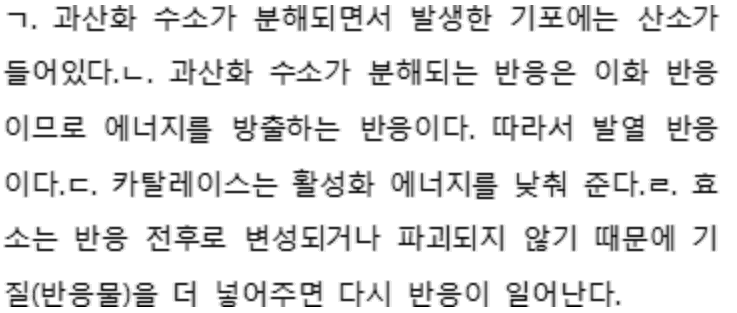 ㄱ. 과산화 수소가 분해되면서 발생한 기포에는 산소가
들어있다.ㄴ. 과산화 수소가 분해되는 반응은 이화 반응
이므로 에너지를 방출하는 반응이다. 따라서 발열 반응
이다.ㄷ. 카탈레이스는 활성화 에너지를 낮춰 준다.ㄹ. 효
소는 반응 전후로 변성되거나 파괴되지 않기 때문에 기
질(반응물)을 더 넣어주면 다시 반응이 일어난다.